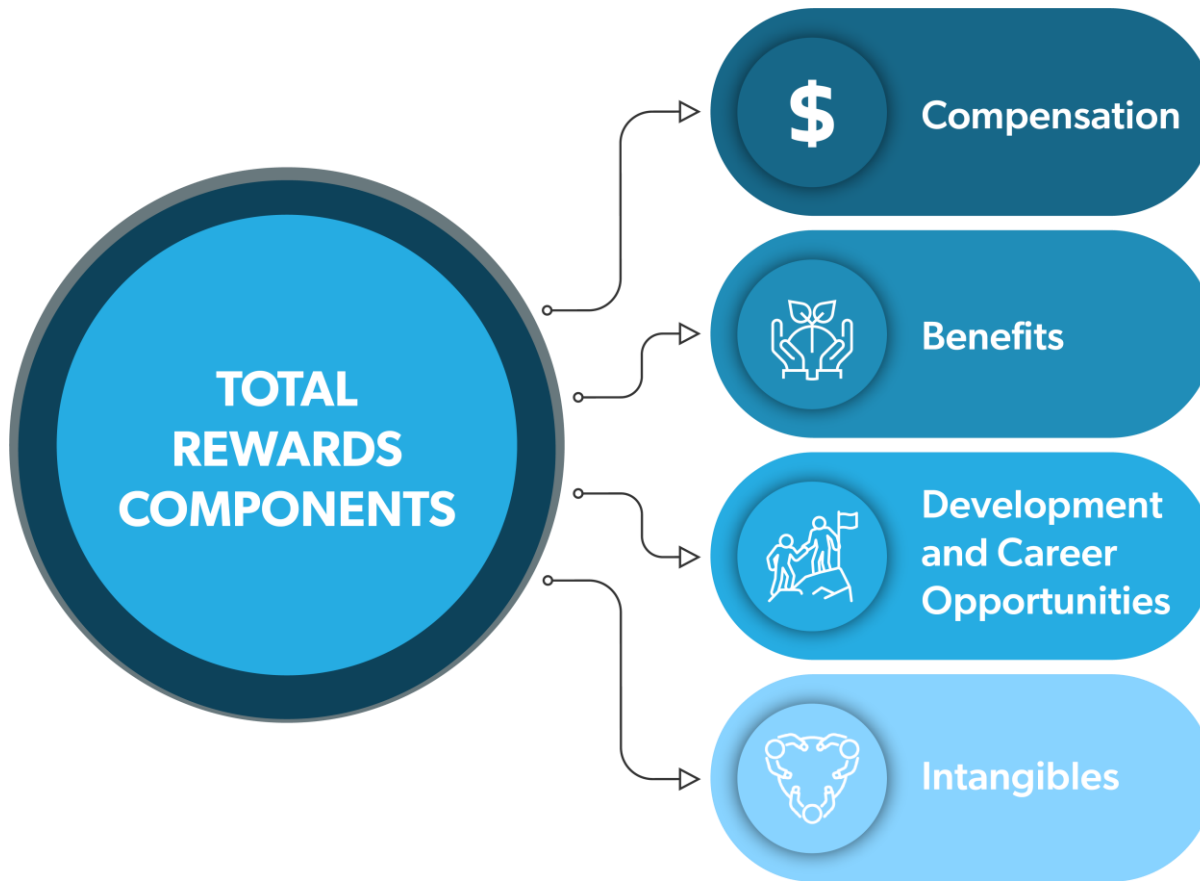 TOTAL
REWARDS
COMPONENTS
$
Compensation
Benefits
Development
and Career
Opportunities
Intangibles